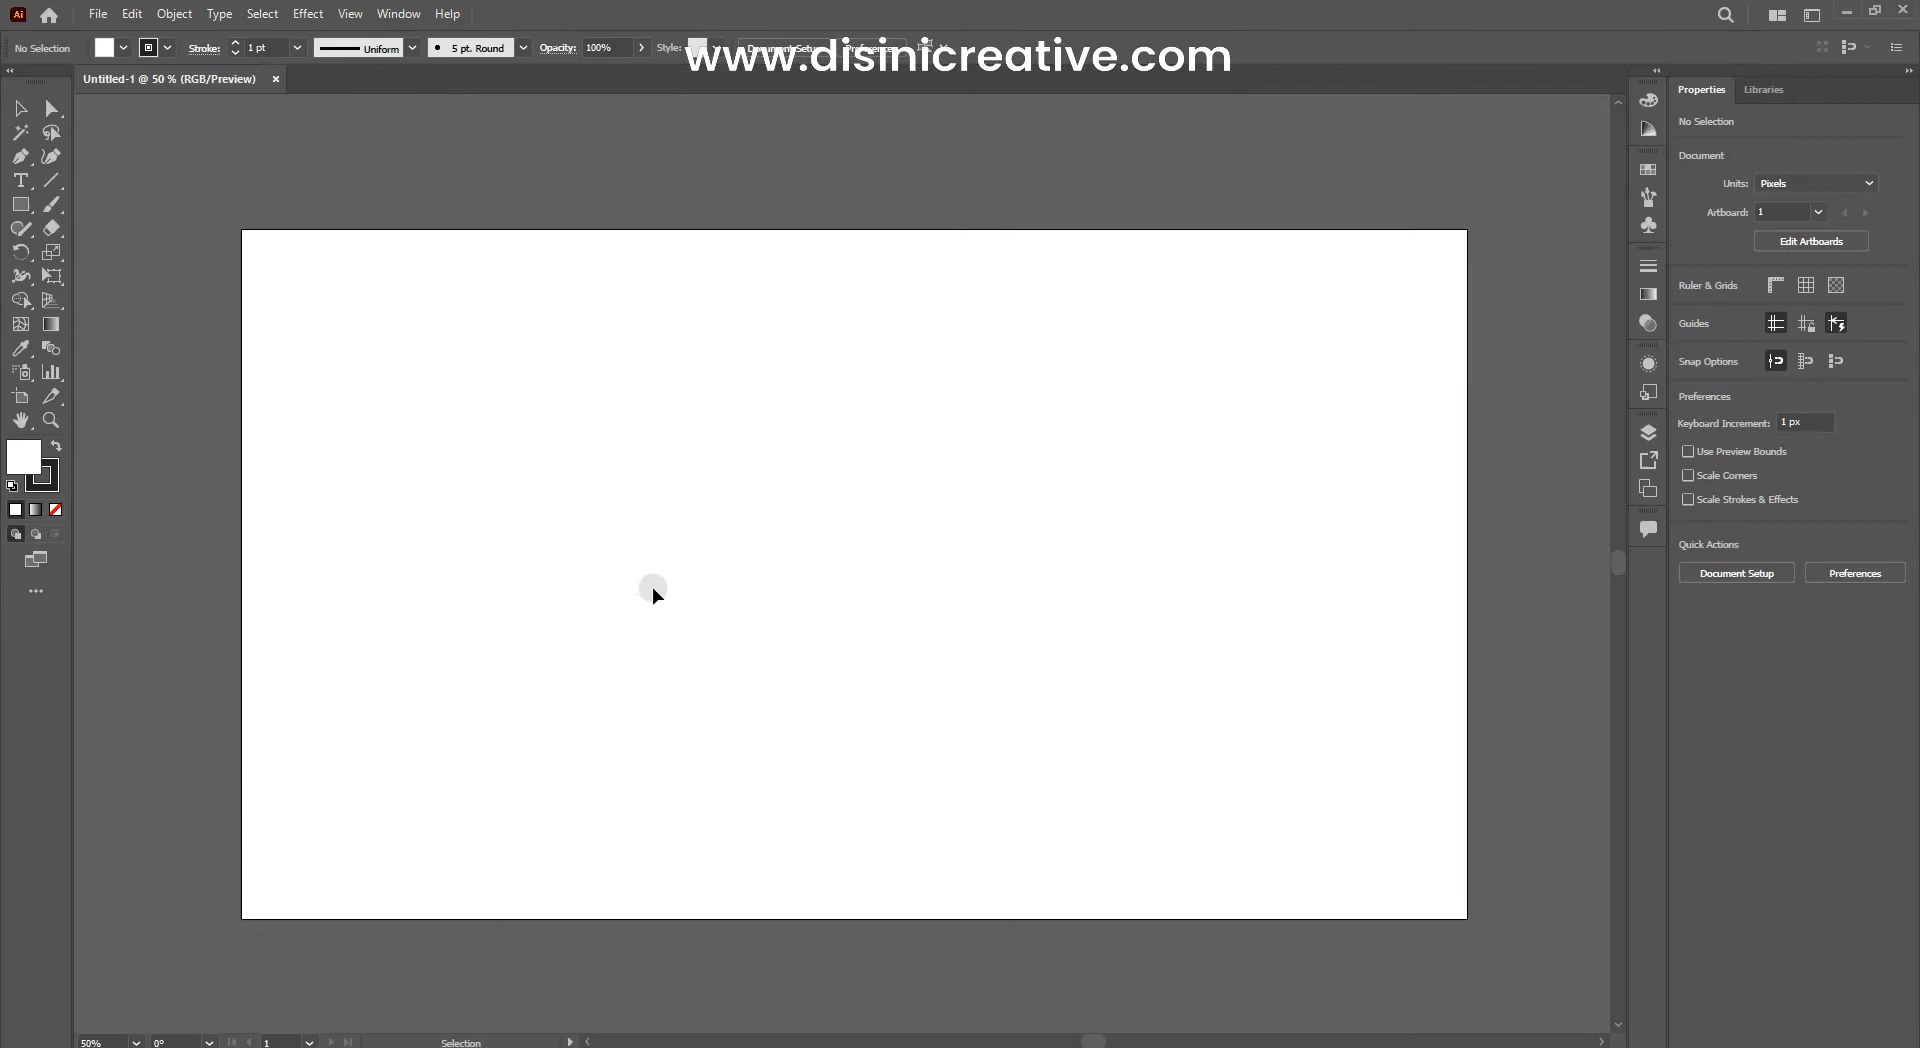 Ai
File Edit Object Type Select Effect View Window Help
No Selection Stroke: 1 pt Uniform 5 pt. Round Opacity: 100% Style: Document Setup Preferences
www.disinicreative.com
Untitled-1 @ 50 % (RGB/Preview) ×
Properties Libraries
No Selection
Document
Units: Pixels
Artboard: 1
Edit Artboards
Ruler & Grids
Guides
Snap Options
Preferences
Keyboard Increment: 1 px
Use Preview Bounds
Scale Corners
Scale Strokes & Effects
Quick Actions
Document Setup Preferences
50% 0° 1 Selection